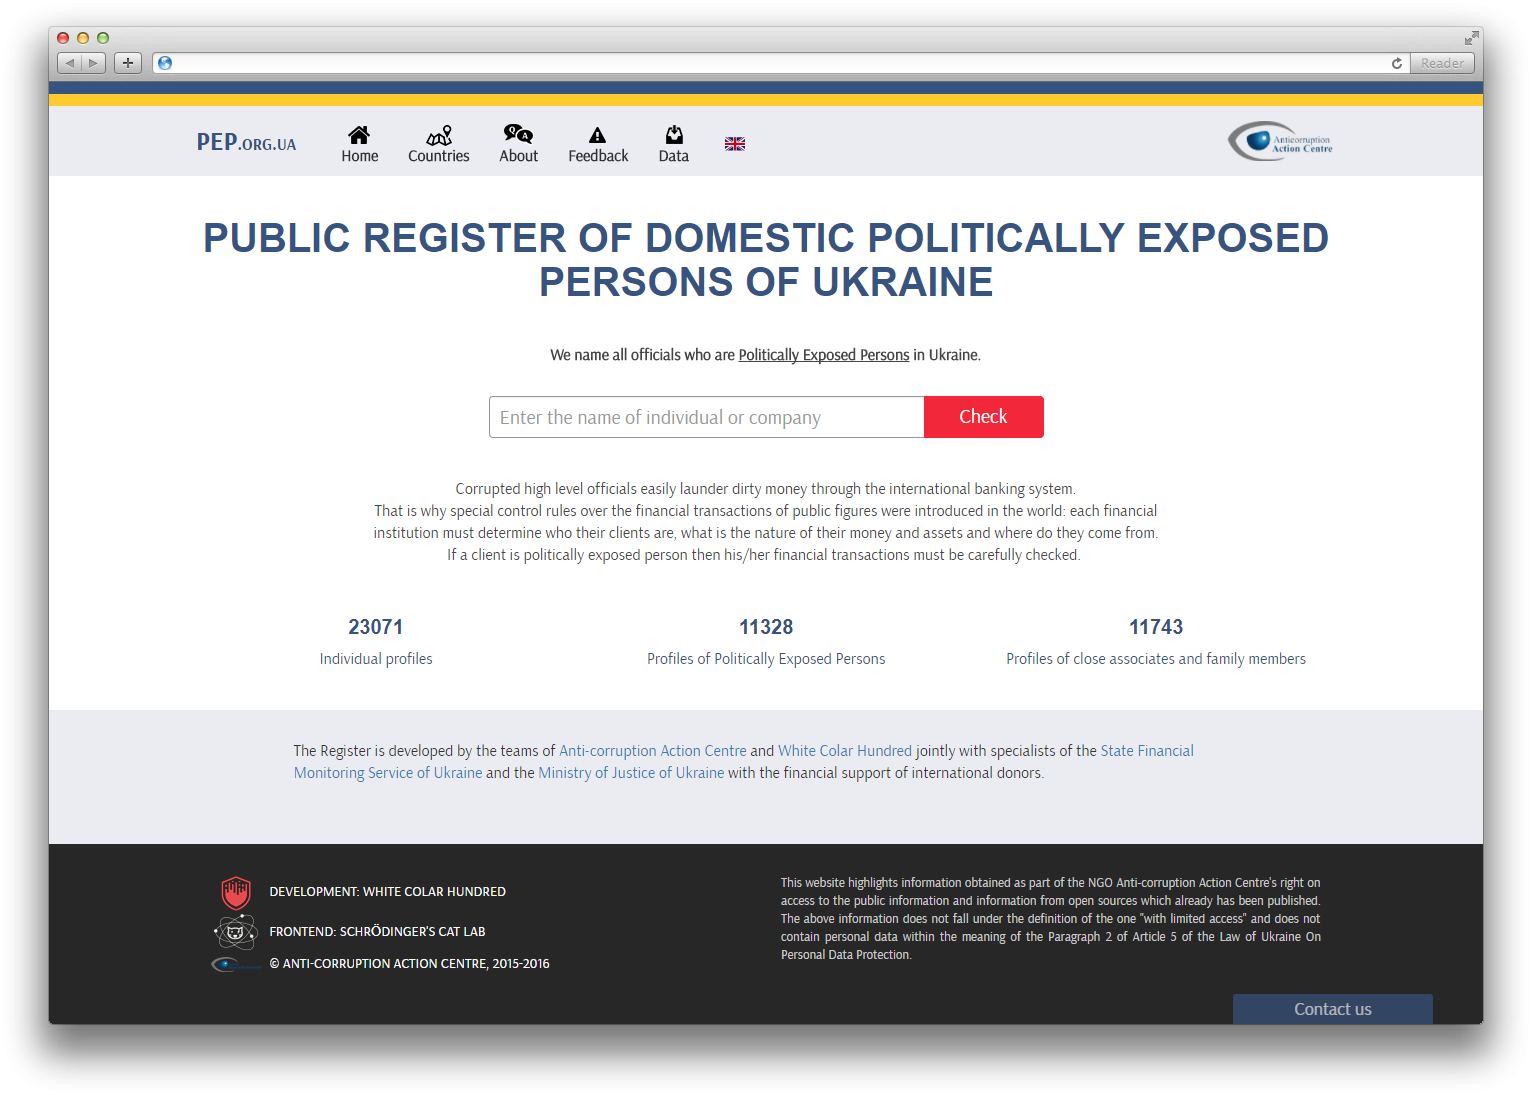 Reader
PEP.ORG.UA
Home
Countries
Q A
About
Feedback
Data
Anticorruption
Action Centre
PUBLIC REGISTER OF DOMESTIC POLITICALLY EXPOSED
PERSONS OF UKRAINE
We name all officials who are Politically Exposed Persons in Ukraine.
Enter the name of individual or company
Check
Corrupted high level officials easily launder dirty money through the international banking system.
That is why special control rules over the financial transactions of public figures were introduced in the world: each financial
institution must determine who their clients are, what is the nature of their money and assets and where do they come from.
If a client is politically exposed person then his/her financial transactions must be carefully checked.
23071
Individual profiles
11328
Profiles of Politically Exposed Persons
11743
Profiles of close associates and family members
The Register is developed by the teams of Anti-corruption Action Centre and White Colar Hundred jointly with specialists of the State Financial
Monitoring Service of Ukraine and the Ministry of Justice of Ukraine with the financial support of international donors.
DEVELOPMENT: WHITE COLAR HUNDRED
FRONTEND: SCHRÖDINGER'S CAT LAB
© ANTI-CORRUPTION ACTION CENTRE, 2015-2016
This website highlights information obtained as part of the NGO Anti-corruption Action Centre's right on
access to the public information and information from open sources which already has been published.
The above information does not fall under the definition of the one "with limited access" and does not
contain personal data within the meaning of the Paragraph 2 of Article 5 of the Law of Ukraine On
Personal Data Protection.
Contact us